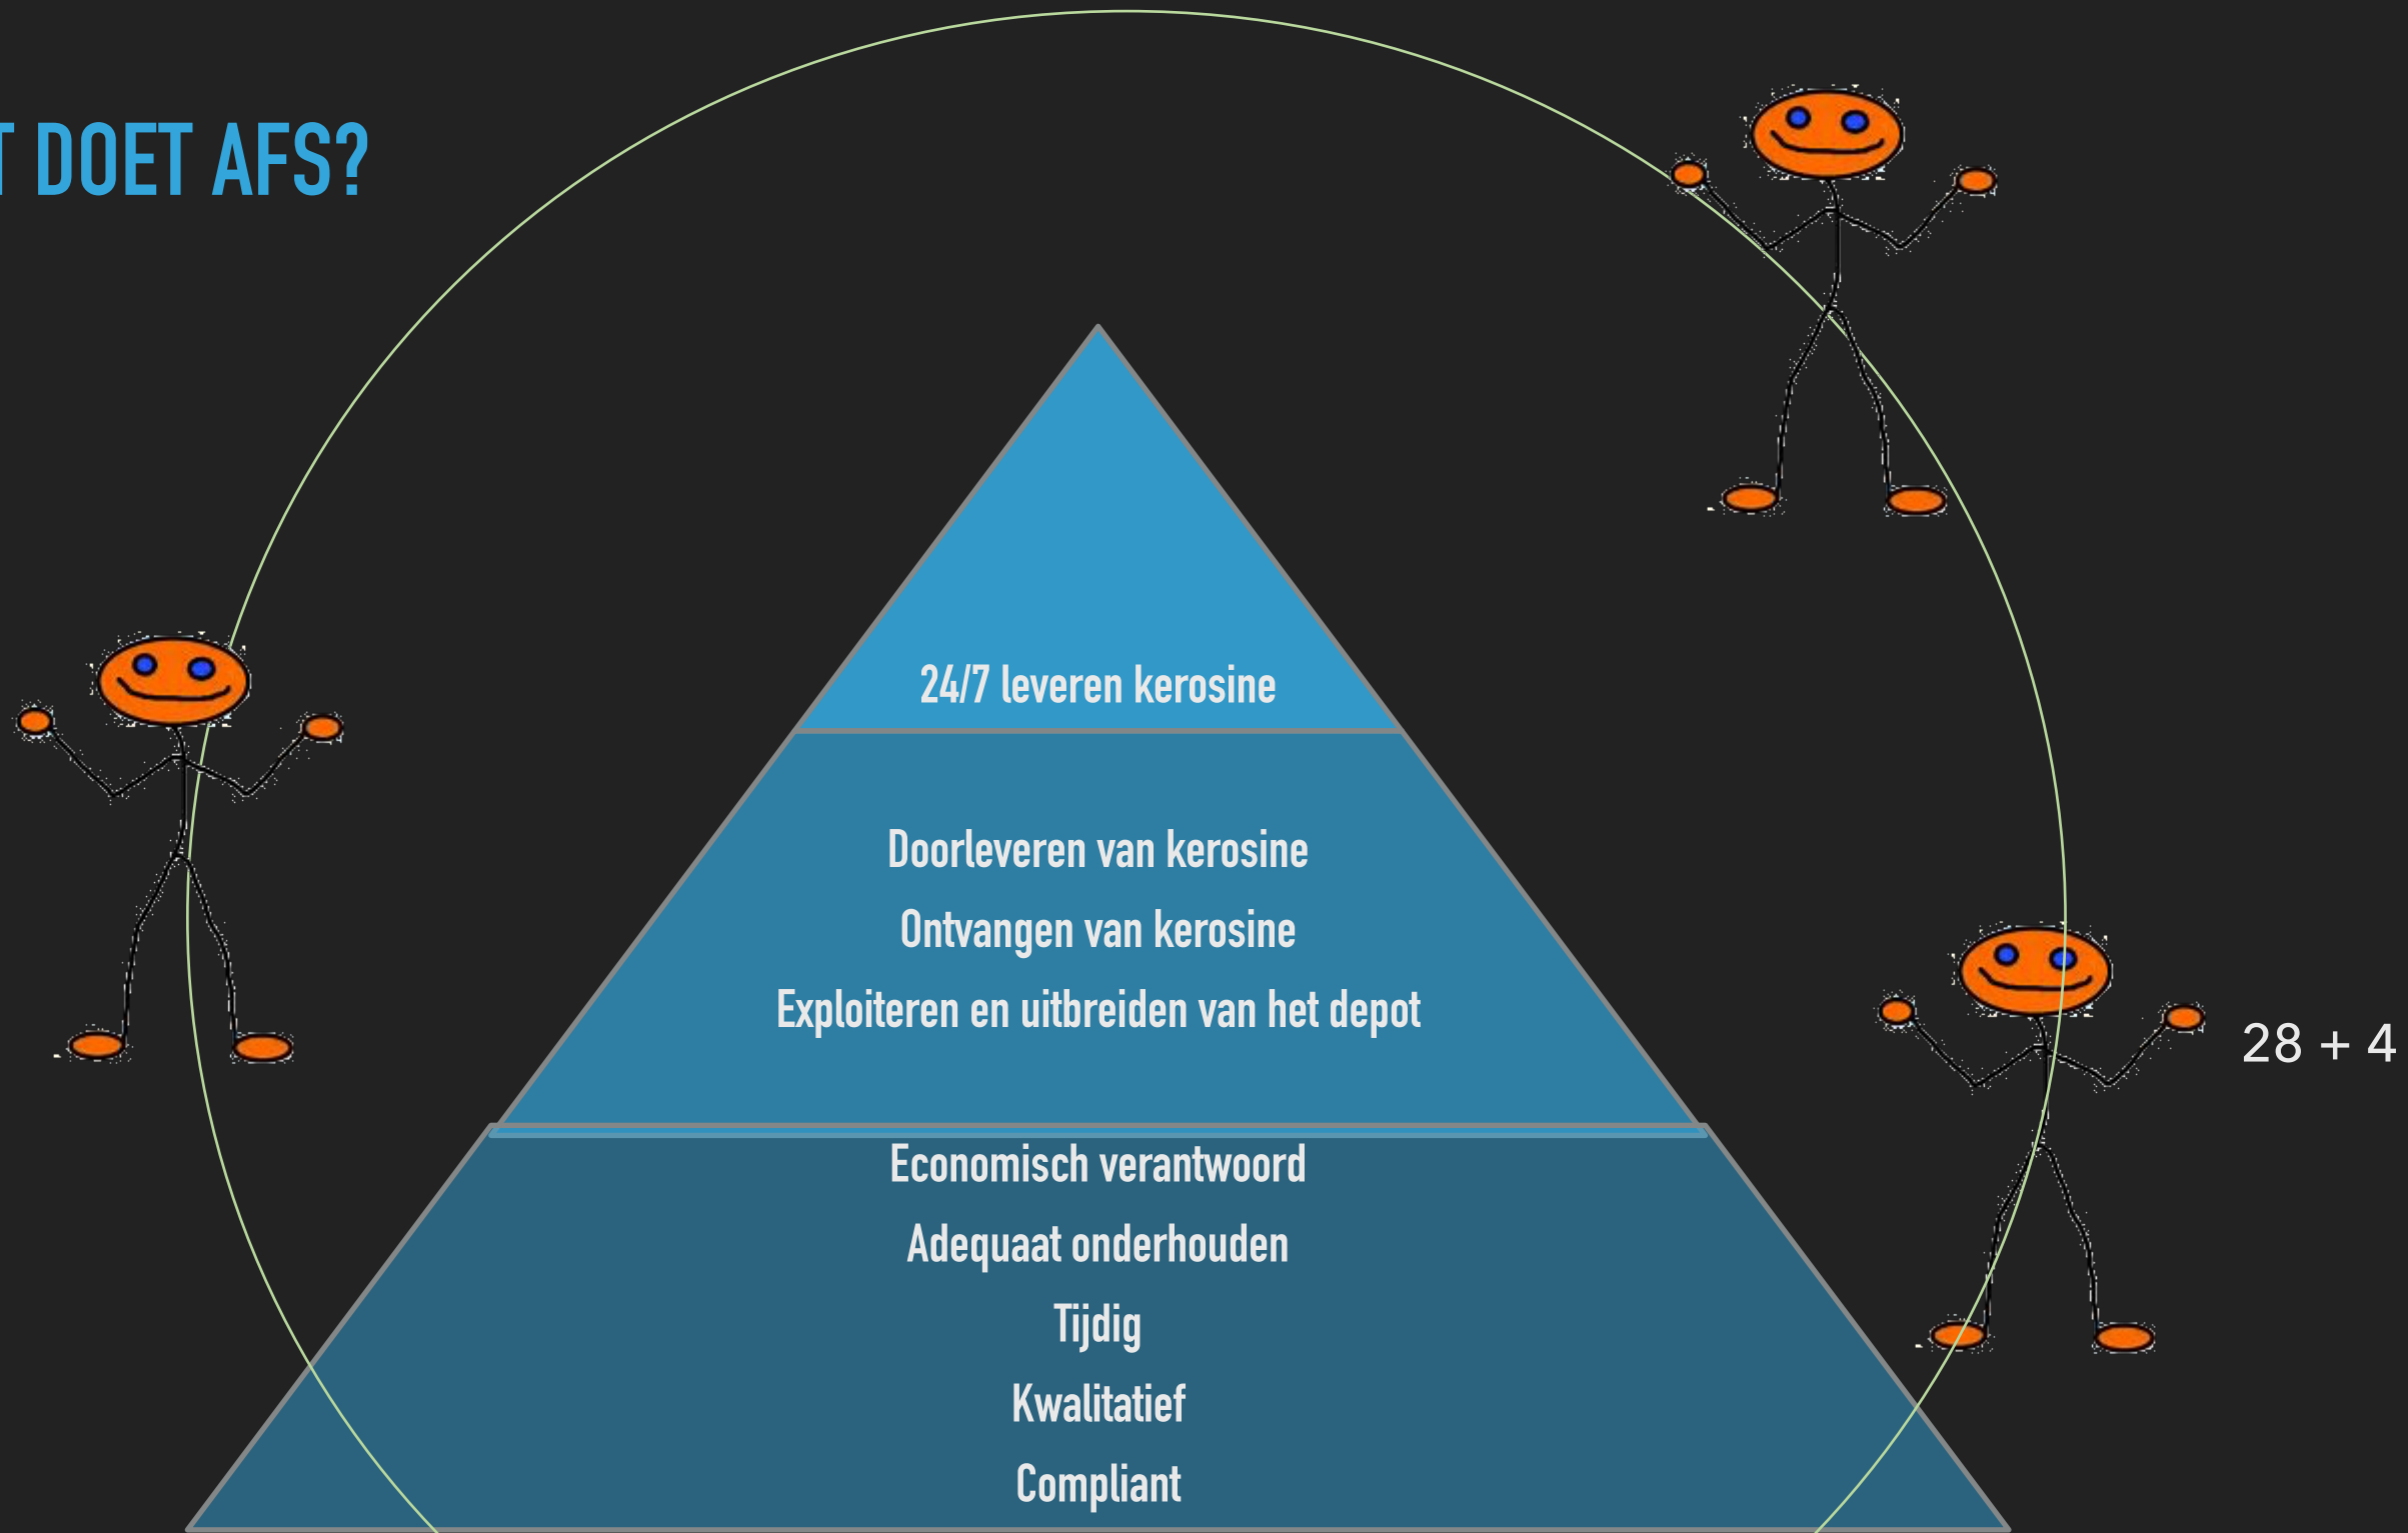 T DOET AFS?
24/7 leveren kerosine
Doorleveren van kerosine
Ontvangen van kerosine
Exploiteren en uitbreiden van het depot
28 + 4
Economisch verantwoord
Adequaat onderhouden
Tijdig
Kwalitatief
Compliant